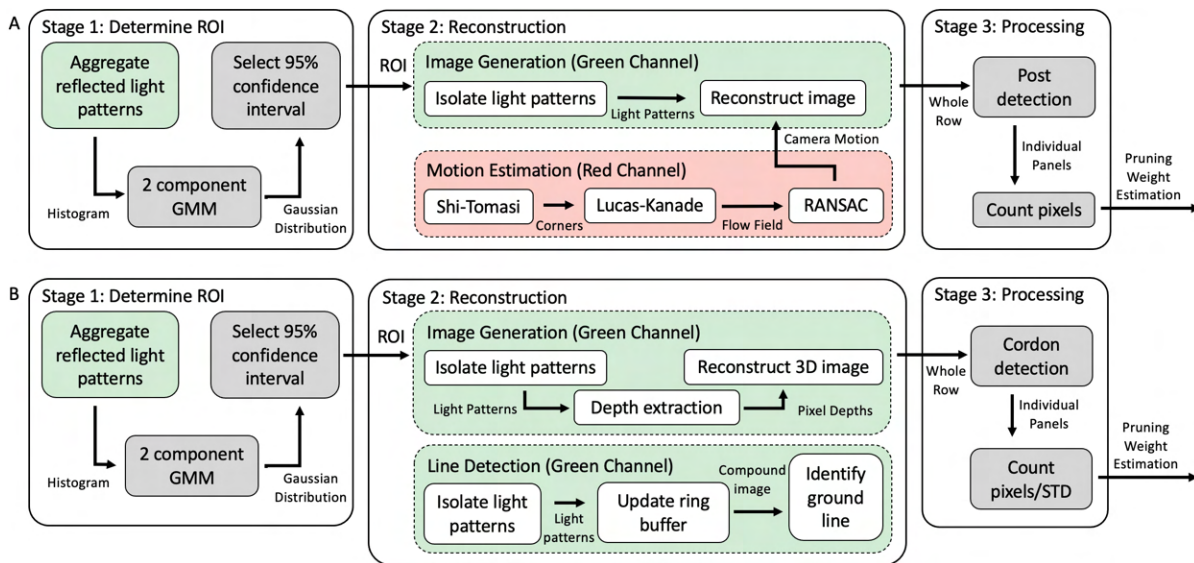 A
Stage 1: Determine ROI
Aggregate
reflected light
patterns
Select 95%
confidence
interval
2 component
GMM
Histogram
Gaussian
Distribution
ROI
Stage 2: Reconstruction
Image Generation (Green Channel)
Isolate light patterns
Light Patterns
Reconstruct image
Camera Motion
Motion Estimation (Red Channel)
Shi-Tomasi
Corners
Lucas-Kanade
Flow Field
RANSAC
Whole
Row
Stage 3: Processing
Post
detection
Individual
Panels
Count pixels
Pruning
Weight
Estimation
B
Stage 1: Determine ROI
Aggregate
reflected light
patterns
Select 95%
confidence
interval
2 component
GMM
Histogram
Gaussian
Distribution
ROI
Stage 2: Reconstruction
Image Generation (Green Channel)
Isolate light patterns
Reconstruct 3D image
Light Patterns
Depth extraction
Pixel Depths
Line Detection (Green Channel)
Isolate light
patterns
Light
patterns
Update ring
buffer
Compound
image
Identify
ground
line
Whole
Row
Stage 3: Processing
Cordon
detection
Individual
Panels
Count
pixels/STD
Pruning
Weight
Estimation